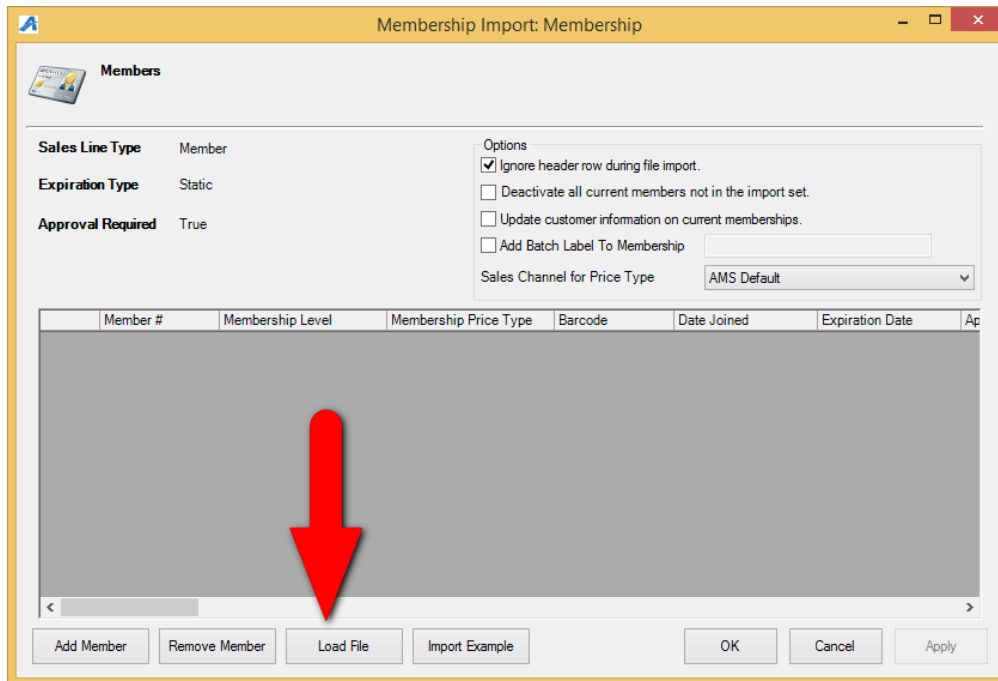 Membership Import: Membership
Members
Sales Line Type Member
Expiration Type Static
Approval Required True
Options
Ignore header row during file import.
Deactivate all current members not in the import set.
Update customer information on current memberships.
Add Batch Label To Membership
Sales Channel for Price Type AMS Default
Member # Membership Level Membership Price Type Barcode Date Joined Expiration Date Ap
Add Member Remove Member Load File Import Example OK Cancel Apply